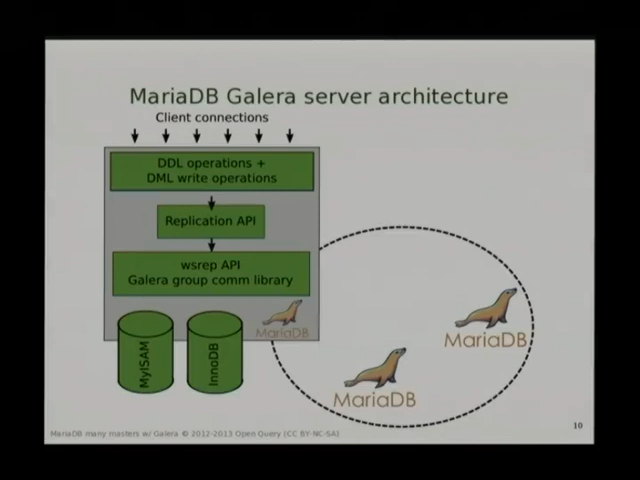 MariaDB Galera server architecture
Client connections
DDL operations +
DML write operations
Replication API
wsrep API
Galera group comm library
MariaDB
MyISAM
InnoDB
MariaDB
MariaDB
10
MariaDB many masters w/ Galera © 2012-2013 Open Query (CC BY-NC-SA)